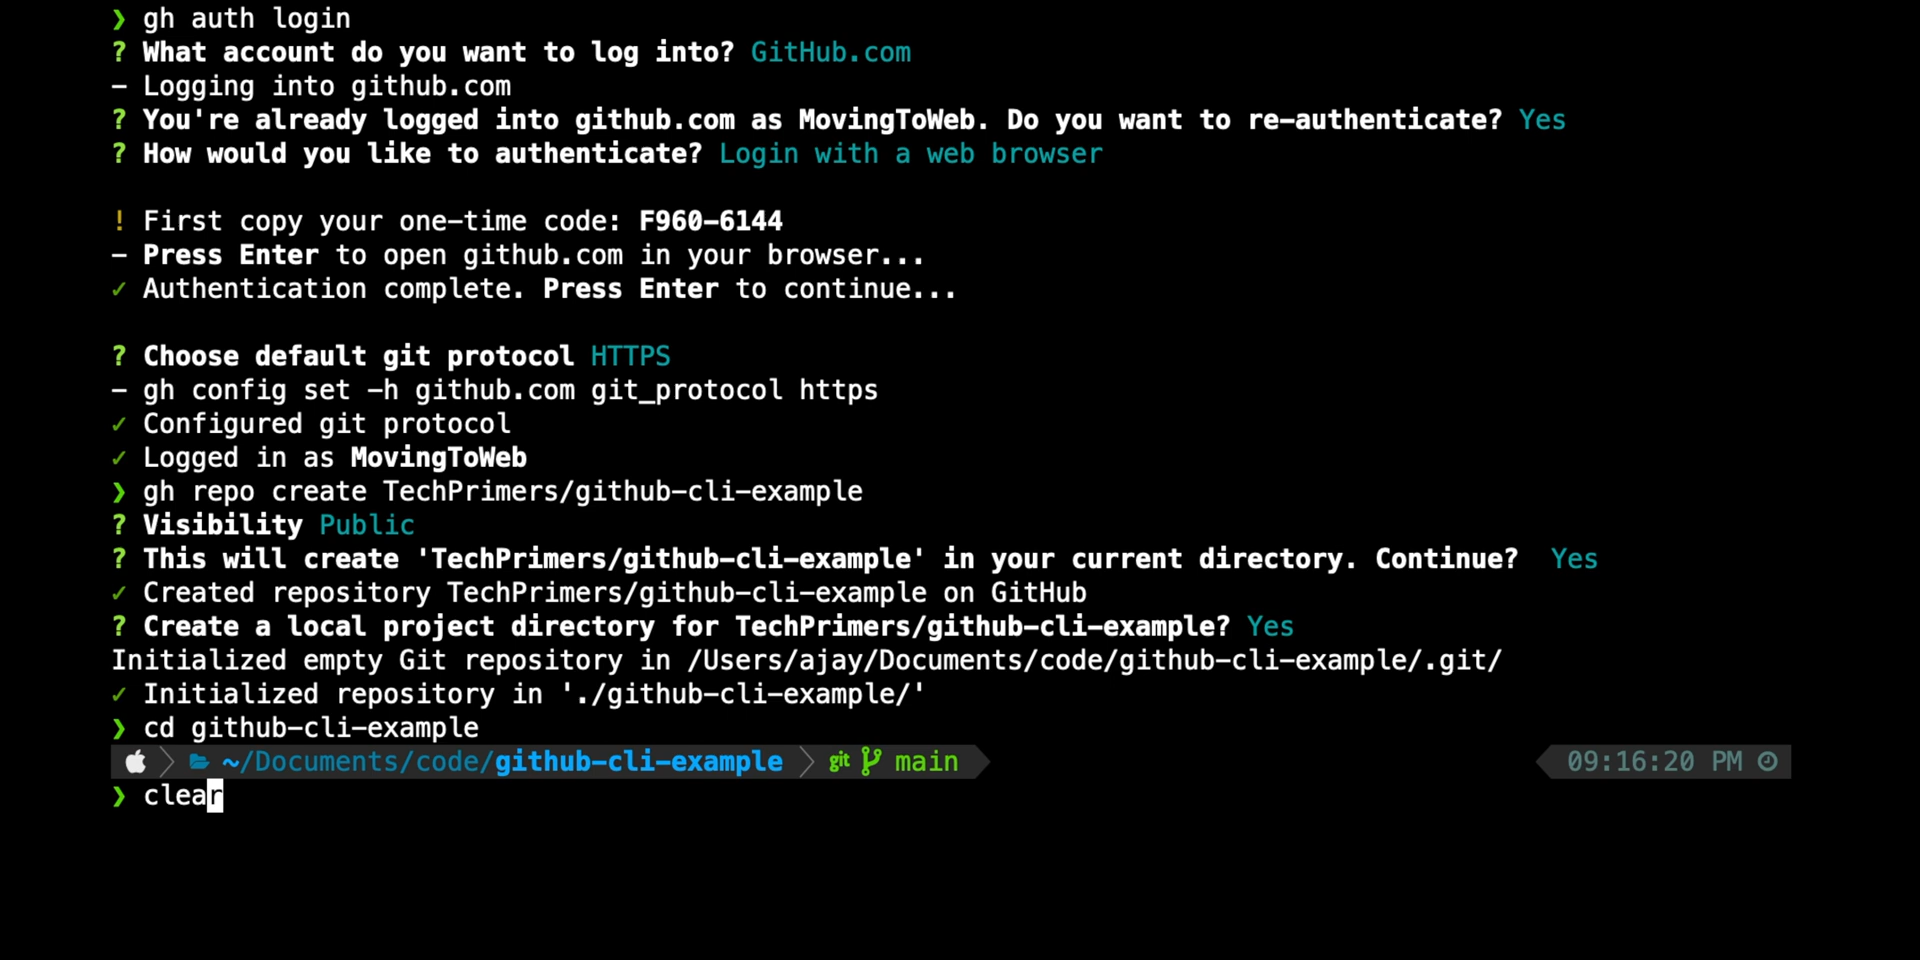 ❯ gh auth login
? What account do you want to log into? GitHub.com
– Logging into github.com
? You're already logged into github.com as MovingToWeb. Do you want to re–authenticate? Yes
? How would you like to authenticate? Login with a web browser
! First copy your one–time code: F960–6144
– Press Enter to open github.com in your browser...
✓ Authentication complete. Press Enter to continue...
? Choose default git protocol HTTPS
– gh config set –h github.com git_protocol https
✓ Configured git protocol
✓ Logged in as MovingToWeb
❯ gh repo create TechPrimers/github–cli–example
? Visibility Public
? This will create 'TechPrimers/github–cli–example' in your current directory. Continue?  Yes
✓ Created repository TechPrimers/github–cli–example on GitHub
? Create a local project directory for TechPrimers/github–cli–example? Yes
Initialized empty Git repository in /Users/ajay/Documents/code/github–cli–example/.git/
✓ Initialized repository in './github–cli–example/'
❯ cd github–cli–example
~/Documents/code/github–cli–example git main 09:16:20 PM
❯ clear